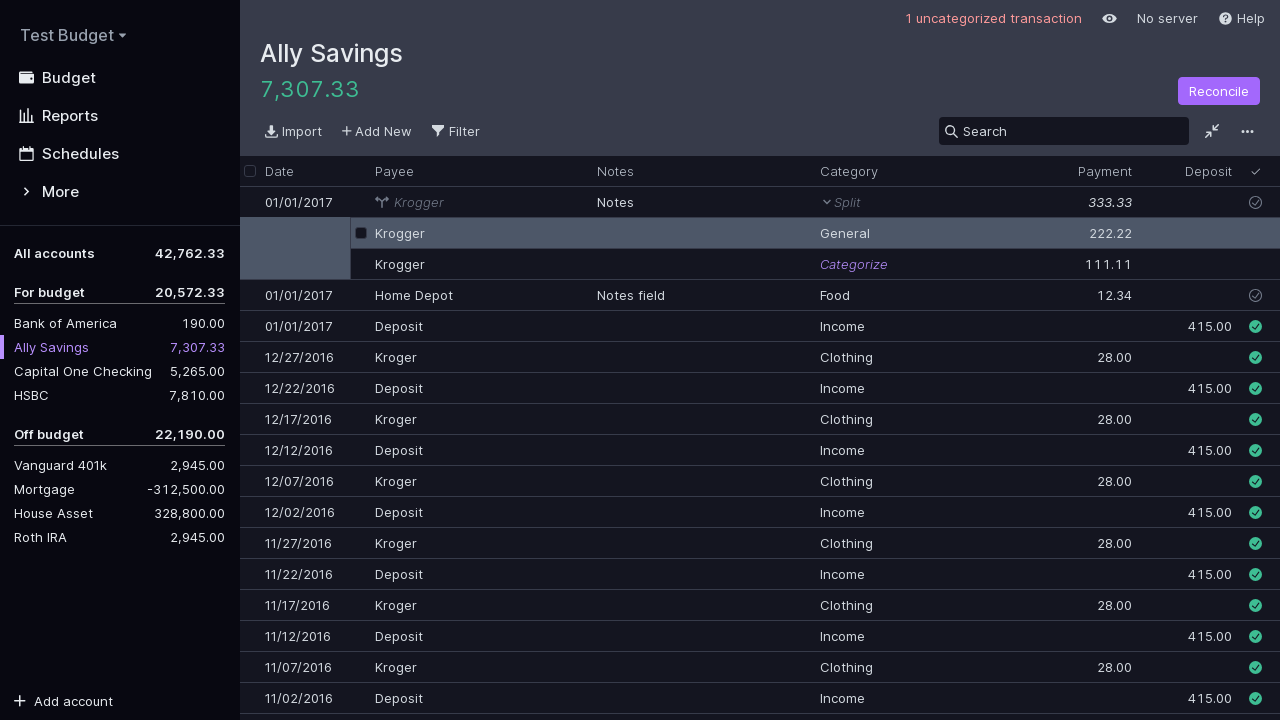 Test Budget
Budget
Reports
Schedules
More
All accounts 42,762.33
For budget 20,572.33
Bank of America 190.00
Ally Savings 7,307.33
Capital One Checking 5,265.00
HSBC 7,810.00
Off budget 22,190.00
Vanguard 401k 2,945.00
Mortgage -312,500.00
House Asset 328,800.00
Roth IRA 2,945.00
Add account
1 uncategorized transaction No server Help
Ally Savings
7,307.33
Reconcile
Import Add New Filter Search
Date Payee Notes Category Payment Deposit
01/01/2017 Krogger Notes Split 333.33
Krogger General 222.22
Krogger Categorize 111.11
01/01/2017 Home Depot Notes field Food 12.34
01/01/2017 Deposit Income 415.00
12/27/2016 Kroger Clothing 28.00
12/22/2016 Deposit Income 415.00
12/17/2016 Kroger Clothing 28.00
12/12/2016 Deposit Income 415.00
12/07/2016 Kroger Clothing 28.00
12/02/2016 Deposit Income 415.00
11/27/2016 Kroger Clothing 28.00
11/22/2016 Deposit Income 415.00
11/17/2016 Kroger Clothing 28.00
11/12/2016 Deposit Income 415.00
11/07/2016 Kroger Clothing 28.00
11/02/2016 Deposit Income 415.00